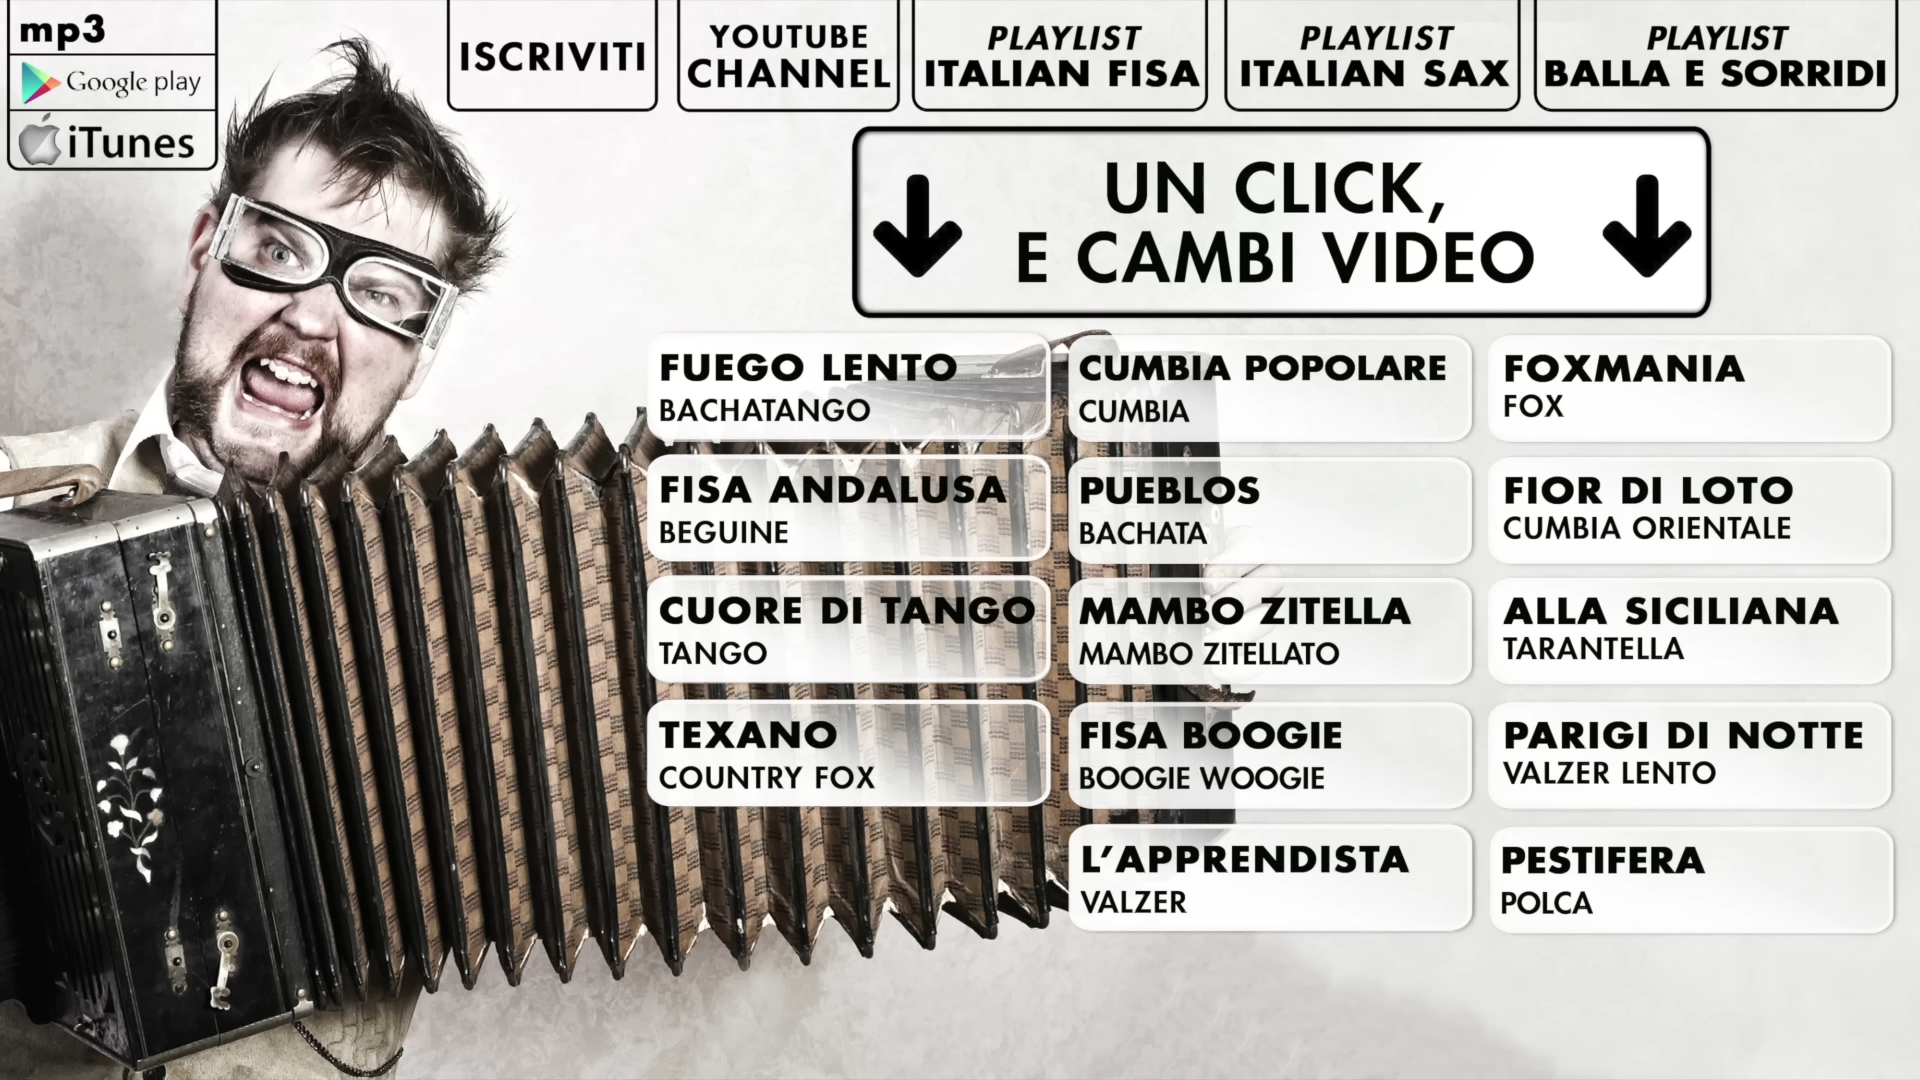 mp3
Google play
iTunes
ISCRIVITI
YOUTUBE
CHANNEL
PLAYLIST
ITALIAN FISA
PLAYLIST
ITALIAN SAX
PLAYLIST
BALLA E SORRIDI
UN CLICK,
E CAMBI VIDEO
FUEGO LENTO
BACHATANGO
FISA ANDALUSA
BEGUINE
CUORE DI TANGO
TANGO
TEXANO
COUNTRY FOX
CUMBIA POPOLARE
CUMBIA
PUEBLOS
BACHATA
MAMBO ZITELLA
MAMBO ZITELLATO
FISA BOOGIE
BOOGIE WOOGIE
L'APPRENDISTA
VALZER
FOXMANIA
FOX
FIOR DI LOTO
CUMBIA ORIENTALE
ALLA SICILIANA
TARANTELLA
PARIGI DI NOTTE
VALZER LENTO
PESTIFERA
POLCA